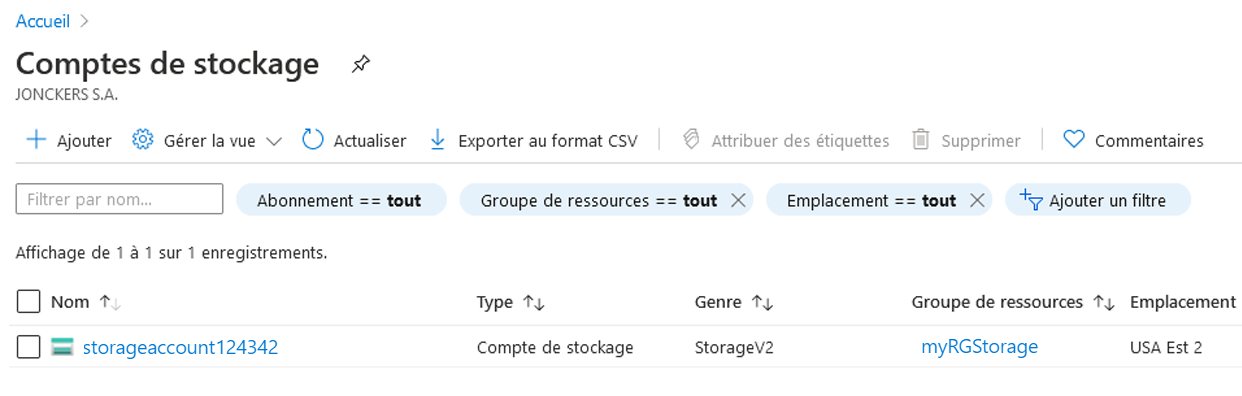 Accueil
Comptes de stockage
JONCKERS S.A.
Ajouter Gérer la vue Actualiser Exporter au format CSV Attribuer des étiquettes Supprimer Commentaires
Filtrer par nom... Abonnement == tout Groupe de ressources == tout Emplacement == tout Ajouter un filtre
Affichage de 1 à 1 sur 1 enregistrements.
Nom Type Genre Groupe de ressources Emplacement
storageaccount124342 Compte de stockage StorageV2 myRGStorage USA Est 2